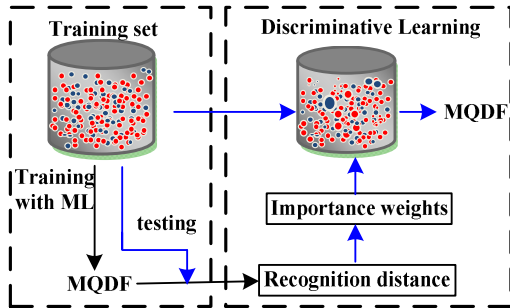 Training set
Discriminative Learning
MQDF
Training
with ML
testing
Importance weights
MQDF
Recognition distance